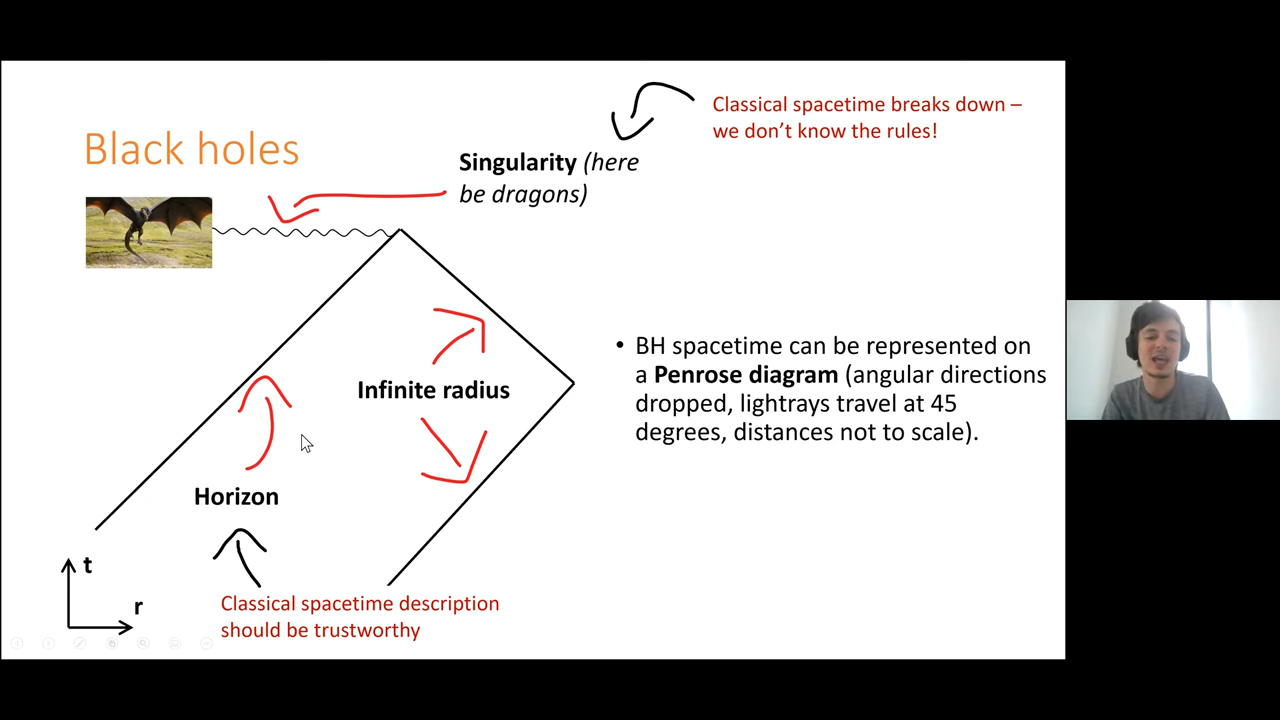 Classical spacetime breaks down –
we don't know the rules!
Black holes
Singularity (here
be dragons)
Infinite radius
• BH spacetime can be represented on
a Penrose diagram (angular directions
dropped, lightrays travel at 45
degrees, distances not to scale).
Horizon
t
r
Classical spacetime description
should be trustworthy